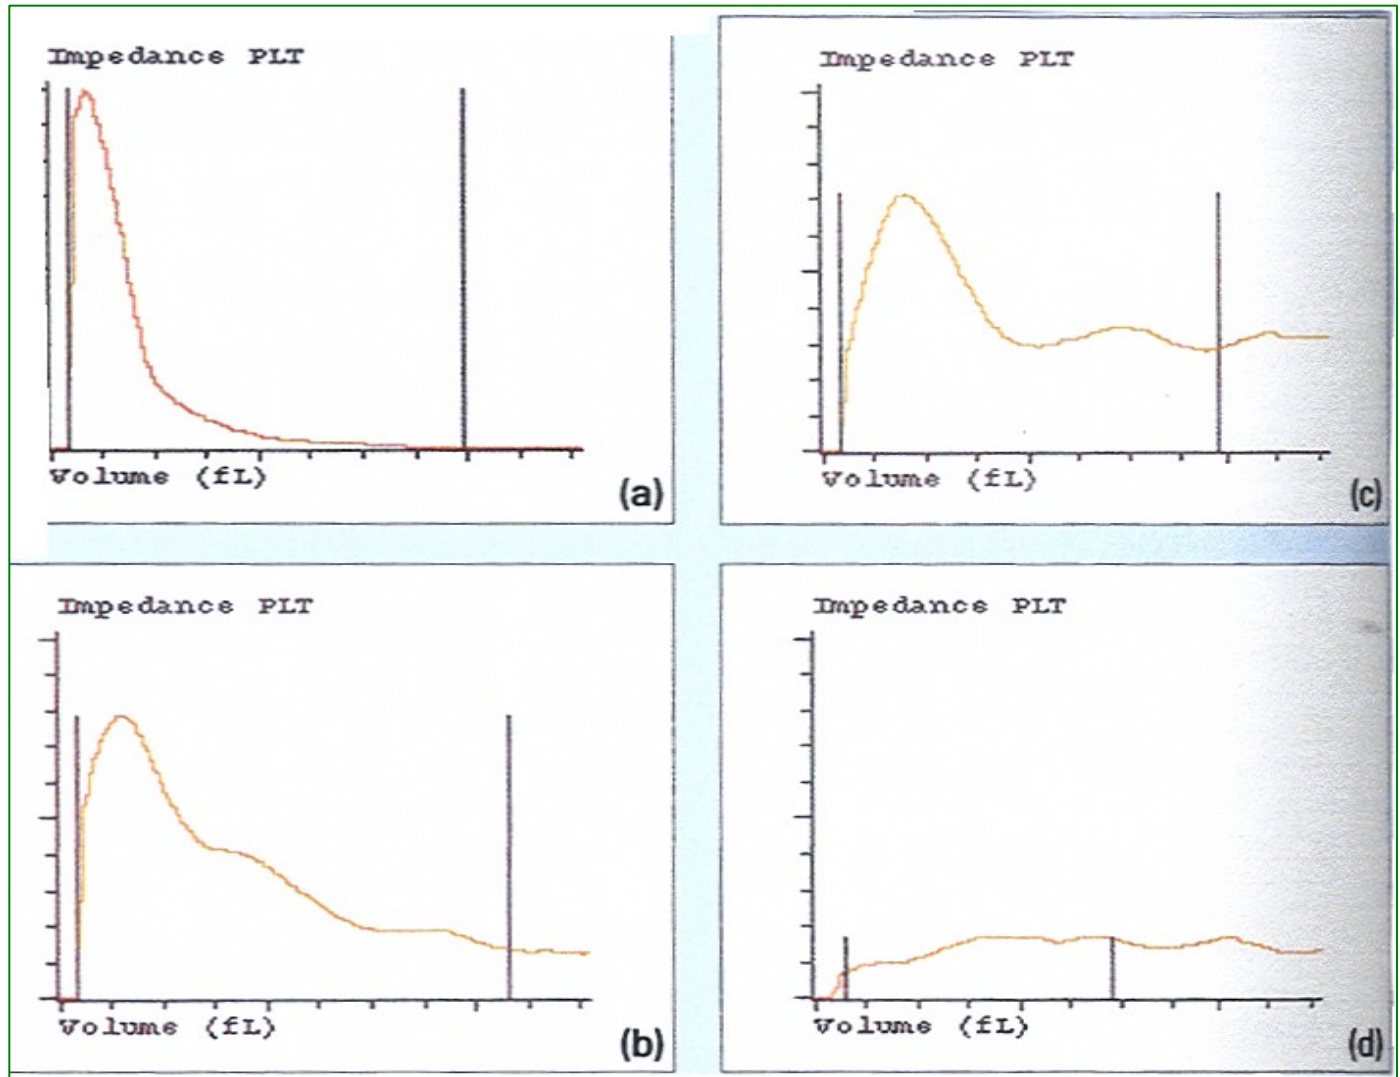 Impedance PLT
Volume (fL)
(a)
Impedance PLT
Volume (fL)
(b)
Impedance PLT
Volume (fL)
(c)
Impedance PLT
Volume (fL)
(d)